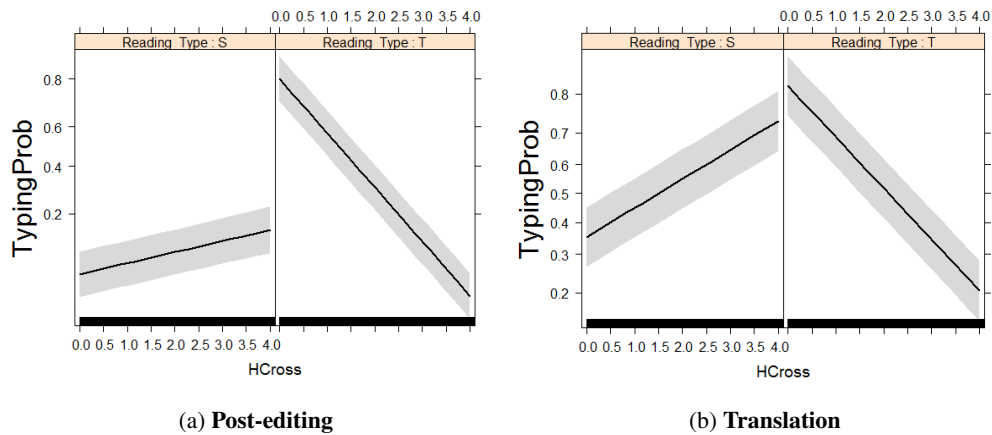 0.0 0.5 1.0 1.5 2.0 2.5 3.0 3.5 4.0
Reading Type : S Reading Type : T
TypingProb
0.8
0.6
0.4
0.2
0.0 0.5 1.0 1.5 2.0 2.5 3.0 3.5 4.0
HCross
(a) Post-editing
0.0 0.5 1.0 1.5 2.0 2.5 3.0 3.5 4.0
Reading Type : S Reading Type : T
TypingProb
0.8
0.7
0.6
0.5
0.4
0.3
0.2
0.0 0.5 1.0 1.5 2.0 2.5 3.0 3.5 4.0
HCross
(b) Translation